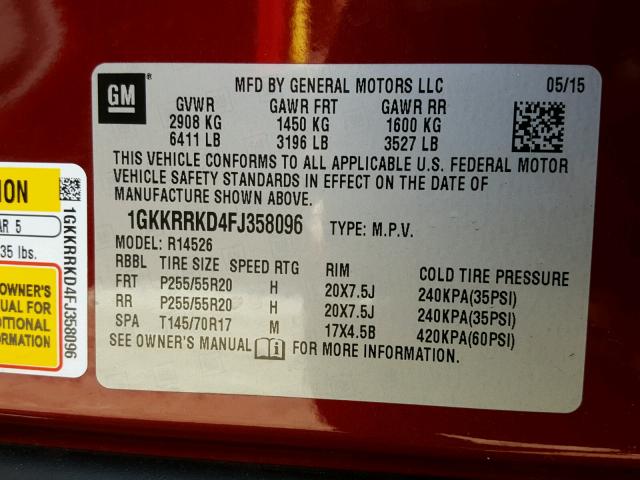 GM
MFD BY GENERAL MOTORS LLC 05/15
GVWR GAWR FRT GAWR RR
2908 KG 1450 KG 1600 KG
6411 LB 3196 LB 3527 LB
THIS VEHICLE CONFORMS TO ALL APPLICABLE U.S. FEDERAL MOTOR
VEHICLE SAFETY STANDARDS IN EFFECT ON THE DATE OF
MANUFACTURE SHOWN ABOVE.
1GKKRRKD4FJ358096 TYPE: M.P.V.
MODEL: R14526
RBBL TIRE SIZE SPEED RTG RIM COLD TIRE PRESSURE
FRT P255/55R20 H 20X7.5J 240KPA(35PSI)
RR P255/55R20 H 20X7.5J 240KPA(35PSI)
SPA T145/70R17 M 17X4.5B 420KPA(60PSI)
SEE OWNER'S MANUAL FOR MORE INFORMATION.
ION
AR 5
35 lbs.
OWNER'S
NUAL FOR
DITIONAL
RMATION
1GKKRRKD4FJ358096